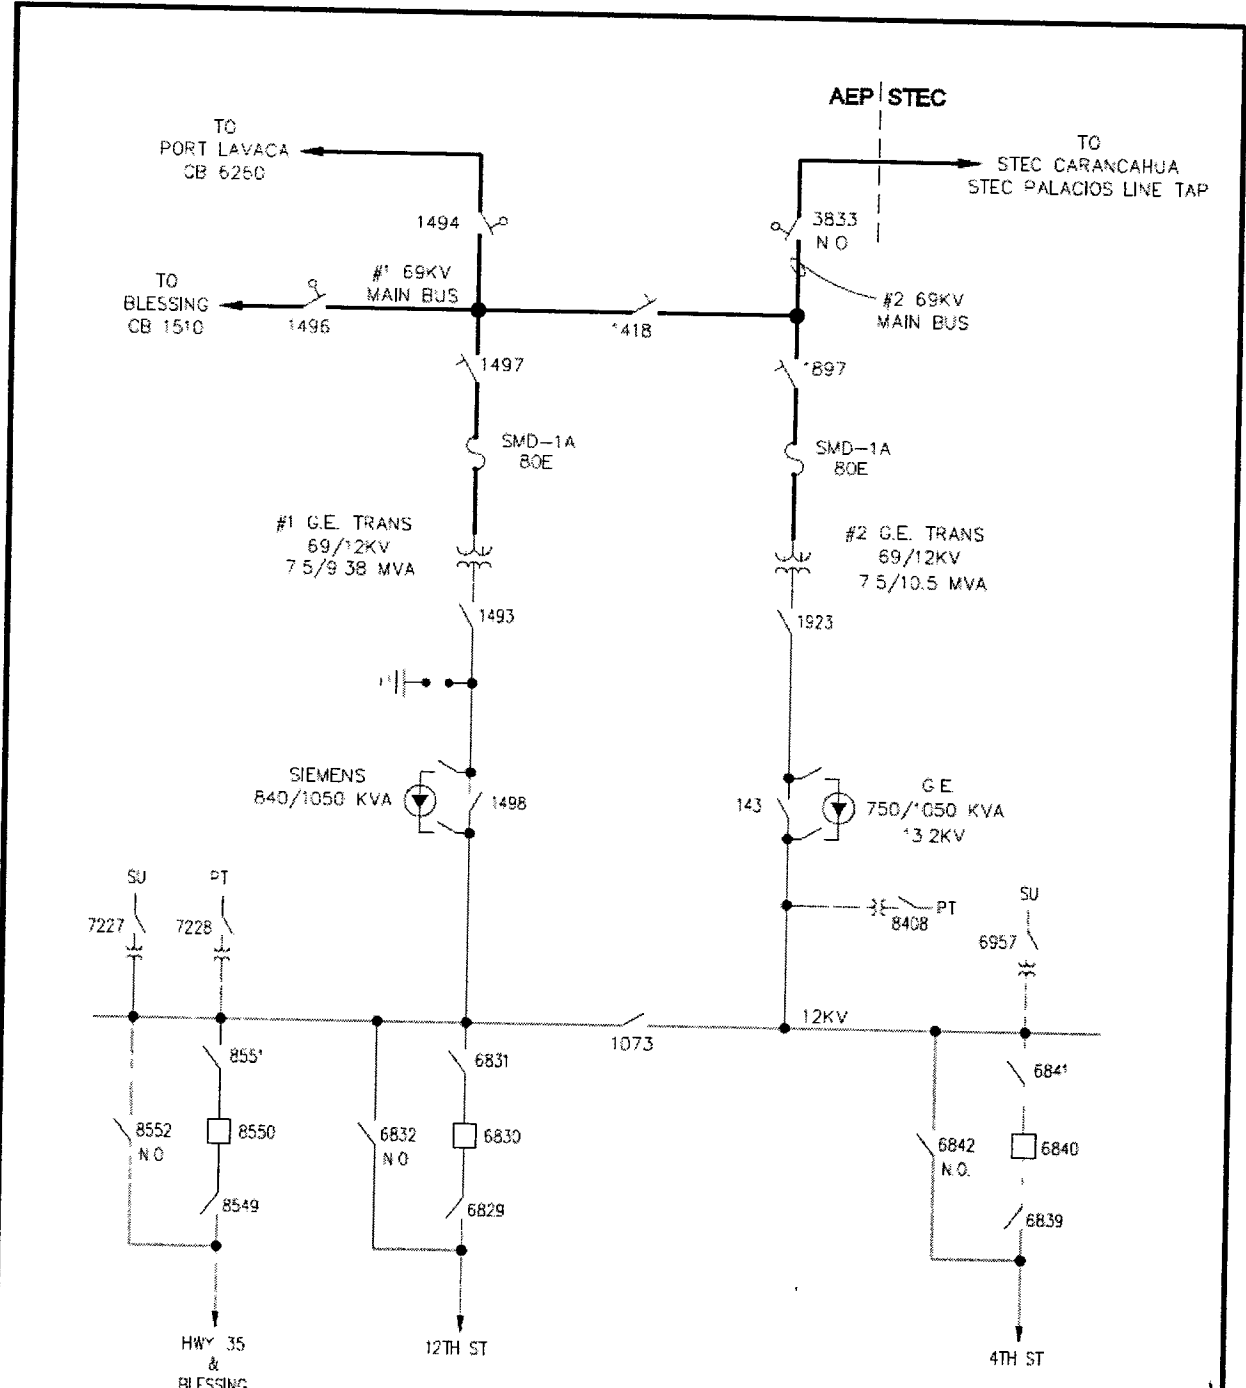 AEP STEC
TO
PORT LAVACA
CB 6260
TO
STEC CARANCAHUA
STEC PALACIOS LINE TAP
1494
3833
N O
#1 69KV
MAIN BUS
TO
BLESSING
CB 1510
1496
1418
#2 69KV
MAIN BUS
1497
1897
SMD-1A
80E
SMD-1A
80E
#1 G.E. TRANS
69/12KV
7.5/9.38 MVA
#2 G.E. TRANS
69/12KV
7.5/10.5 MVA
1493
1923
SIEMENS
840/1050 KVA
1498
143
G.E.
750/1050 KVA
13.2KV
SU
PT
7227
7228
8408
PT
SU
6957
12KV
1073
8551
6831
6841
8552
N.O
8550
6832
N O
6830
6842
N.O.
6840
8549
6829
6839
HWY 35
&
BLESSING
12TH ST
4TH ST